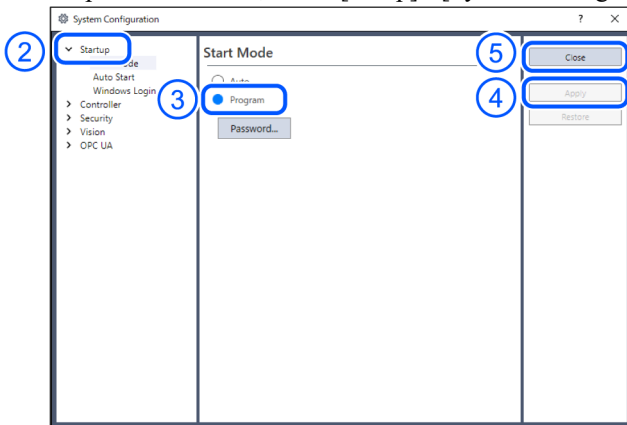 System Configuration
? ×
2
Startup
Auto Start
Windows Login
Controller
Security
Vision
OPC UA
Start Mode
3
Program
Password...
5
Close
4
Apply
Restore